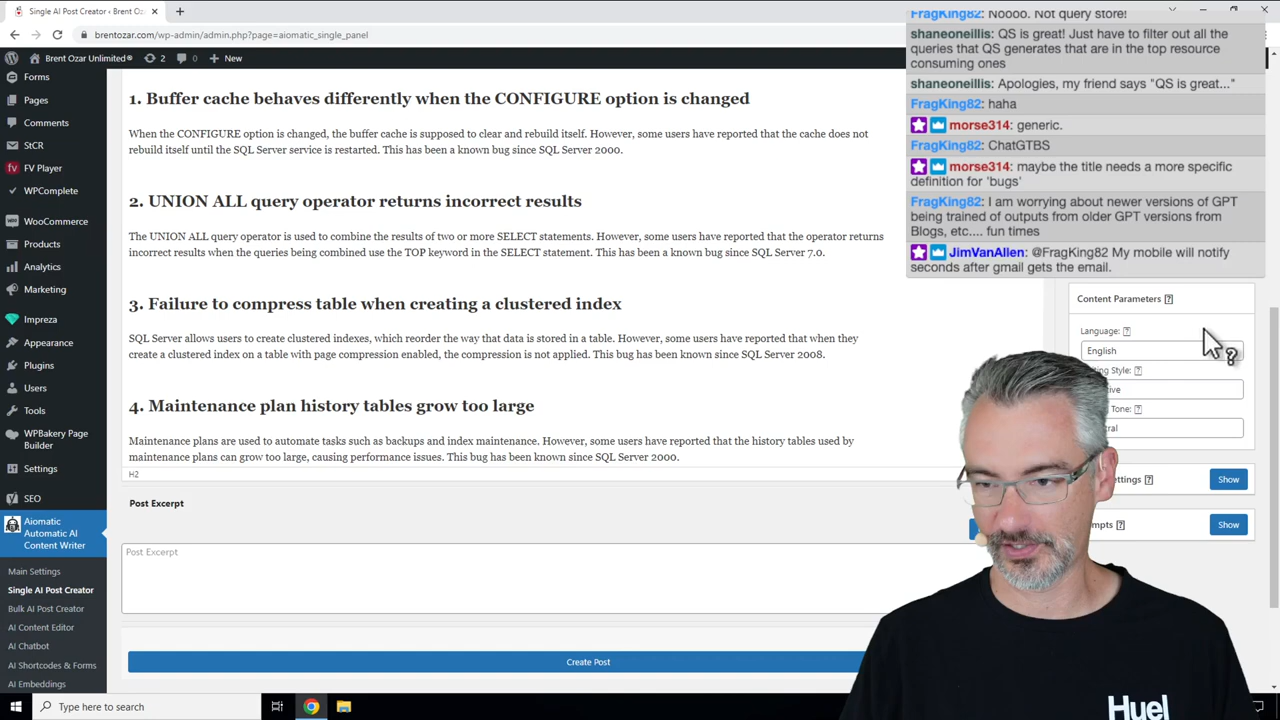 Single AI Post Creator ‹ Brent Oz
brentozar.com/wp-admin/admin.php?page=aiomatic_single_panel
Brent Ozar Unlimited®
2
0
New
Forms
Pages
Comments
StCR
FV Player
WPComplete
WooCommerce
Products
Analytics
Marketing
Impreza
Appearance
Plugins
Users
Tools
WPBakery Page
Builder
Settings
SEO
Aiomatic
Automatic AI
Content Writer
Main Settings
Single AI Post Creator
Bulk AI Post Creator
AI Content Editor
AI Chatbot
AI Shortcodes & Forms
AI Embeddings
1. Buffer cache behaves differently when the CONFIGURE option is changed
When the CONFIGURE option is changed, the buffer cache is supposed to clear and rebuild itself. However, some users have reported that the cache does not
rebuild itself until the SQL Server service is restarted. This has been a known bug since SQL Server 2000.
2. UNION ALL query operator returns incorrect results
The UNION ALL query operator is used to combine the results of two or more SELECT statements. However, some users have reported that the operator returns
incorrect results when the queries being combined use the TOP keyword in the SELECT statement. This has been a known bug since SQL Server 7.0.
3. Failure to compress table when creating a clustered index
SQL Server allows users to create clustered indexes, which reorder the way that data is stored in a table. However, some users have reported that when they
create a clustered index on a table with page compression enabled, the compression is not applied. This bug has been known since SQL Server 2008.
4. Maintenance plan history tables grow too large
Maintenance plans are used to automate tasks such as backups and index maintenance. However, some users have reported that the history tables used by
maintenance plans can grow too large, causing performance issues. This bug has been known since SQL Server 2000.
H2
Post Excerpt
Post Excerpt
Create Post
FragKing82: Noooo. Not query store!
shaneoneillis: QS is great! Just have to filter out all the
queries that QS generates that are in the top resource
consuming ones
shaneoneillis: Apologies, my friend says "QS is great..."
FragKing82: haha
morse314: generic.
FragKing82: ChatGTBS
morse314: maybe the title needs a more specific
definition for 'bugs'
FragKing82: I am worrying about newer versions of GPT
being trained of outputs from older GPT versions from
Blogs, etc.... fun times
JimVanAllen: @FragKing82 My mobile will notify
seconds after gmail gets the email.
Content Parameters [?]
Language: [?]
English
ting Style: [?]
tive
Tone: [?]
tral
ettings [?]
Show
mpts [?]
Show
Huel
Type here to search